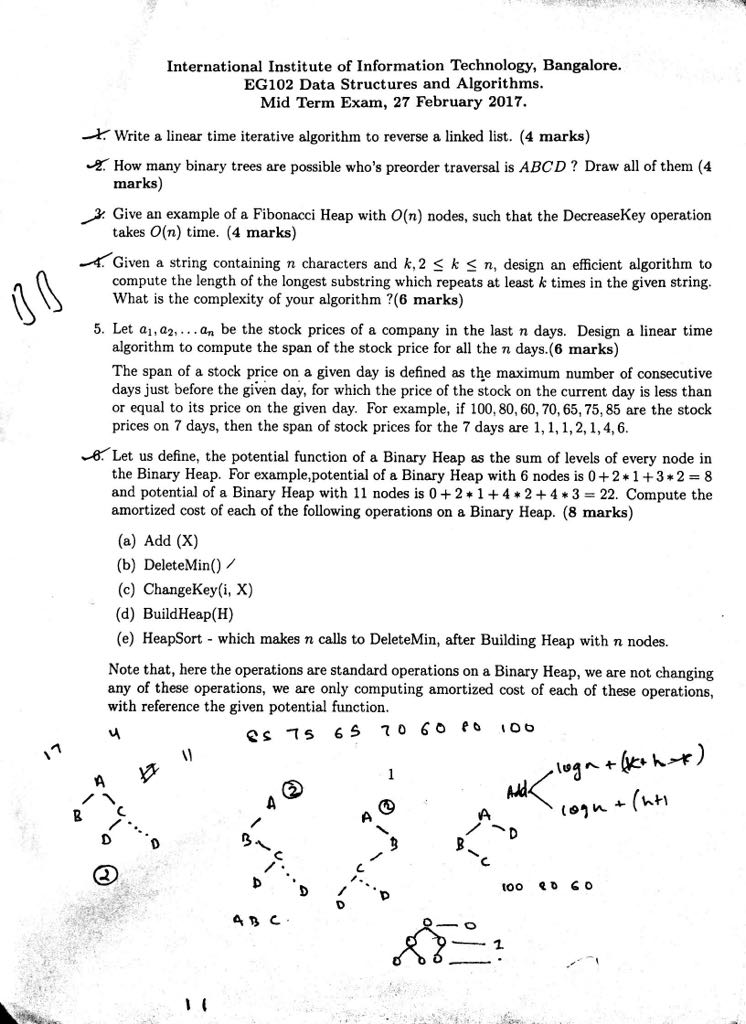 International Institute of Information Technology, Bangalore.
EG102 Data Structures and Algorithms.
Mid Term Exam, 27 February 2017.
1. Write a linear time iterative algorithm to reverse a linked list. (4 marks)
2. How many binary trees are possible who's preorder traversal is ABCD ? Draw all of them (4
marks)
3. Give an example of a Fibonacci Heap with O(n) nodes, such that the DecreaseKey operation
takes O(n) time. (4 marks)
4. Given a string containing n characters and k, 2 ≤ k ≤ n, design an efficient algorithm to
compute the length of the longest substring which repeats at least k times in the given string.
What is the complexity of your algorithm ?(6 marks)
5. Let a₁, a₂, . . . aₙ be the stock prices of a company in the last n days. Design a linear time
algorithm to compute the span of the stock price for all the n days.(6 marks)
The span of a stock price on a given day is defined as the maximum number of consecutive
days just before the given day, for which the price of the stock on the current day is less than
or equal to its price on the given day. For example, if 100, 80, 60, 70, 65, 75, 85 are the stock
prices on 7 days, then the span of stock prices for the 7 days are 1, 1, 1, 2, 1, 4, 6.
6. Let us define, the potential function of a Binary Heap as the sum of levels of every node in
the Binary Heap. For example,potential of a Binary Heap with 6 nodes is 0 + 2 * 1 + 3 * 2 = 8
and potential of a Binary Heap with 11 nodes is 0 + 2 * 1 + 4 * 2 + 4 * 3 = 22. Compute the
amortized cost of each of the following operations on a Binary Heap. (8 marks)
(a) Add (X)
(b) DeleteMin()
(c) ChangeKey(i, X)
(d) BuildHeap(H)
(e) HeapSort - which makes n calls to DeleteMin, after Building Heap with n nodes.
Note that, here the operations are standard operations on a Binary Heap, we are not changing
any of these operations, we are only computing amortized cost of each of these operations,
with reference the given potential function.
17 4 85 75 65 70 60 80 100
11
1
Add
log n +
log n + (h+1
A
B C
D D
2
A 2
B
C
D D
A 2
B
C
D D
A
B D
C
100 80 60
A B C
0
1
11